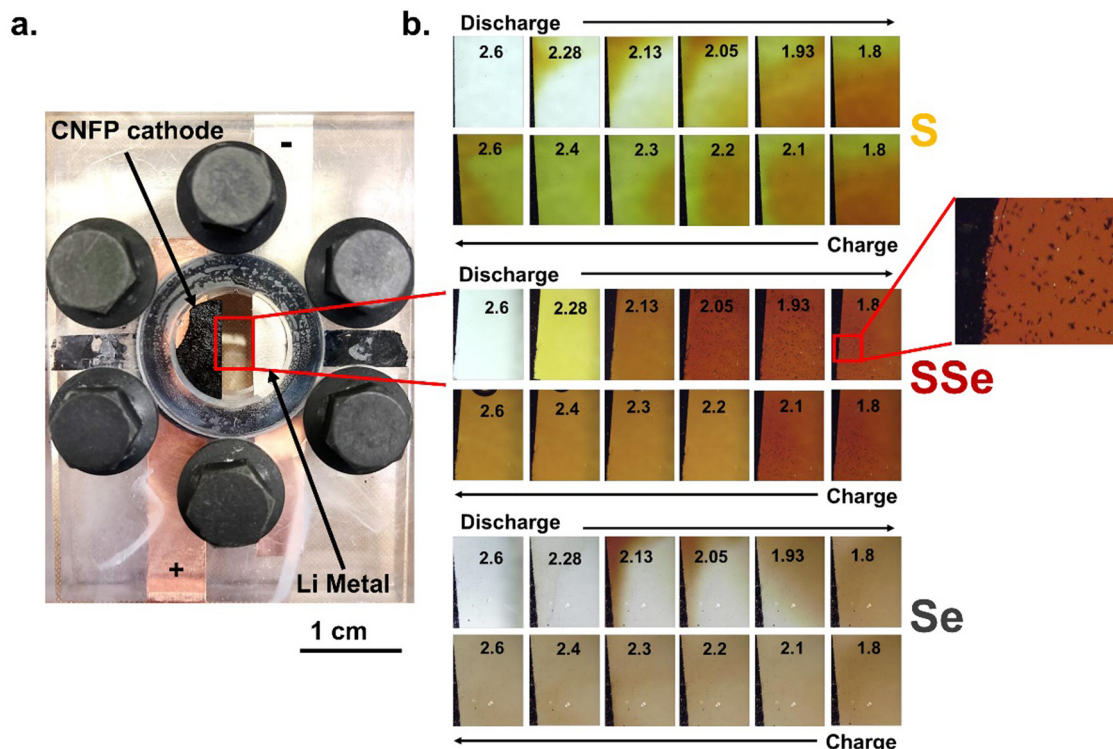 a.
CNFP cathode
-
+
Li Metal
1 cm
b.
Discharge
2.6 2.28 2.13 2.05 1.93 1.8
S
2.6 2.4 2.3 2.2 2.1 1.8
Charge
Discharge
2.6 2.28 2.13 2.05 1.93 1.8
SSe
2.6 2.4 2.3 2.2 2.1 1.8
Charge
Discharge
2.6 2.28 2.13 2.05 1.93 1.8
Se
2.6 2.4 2.3 2.2 2.1 1.8
Charge